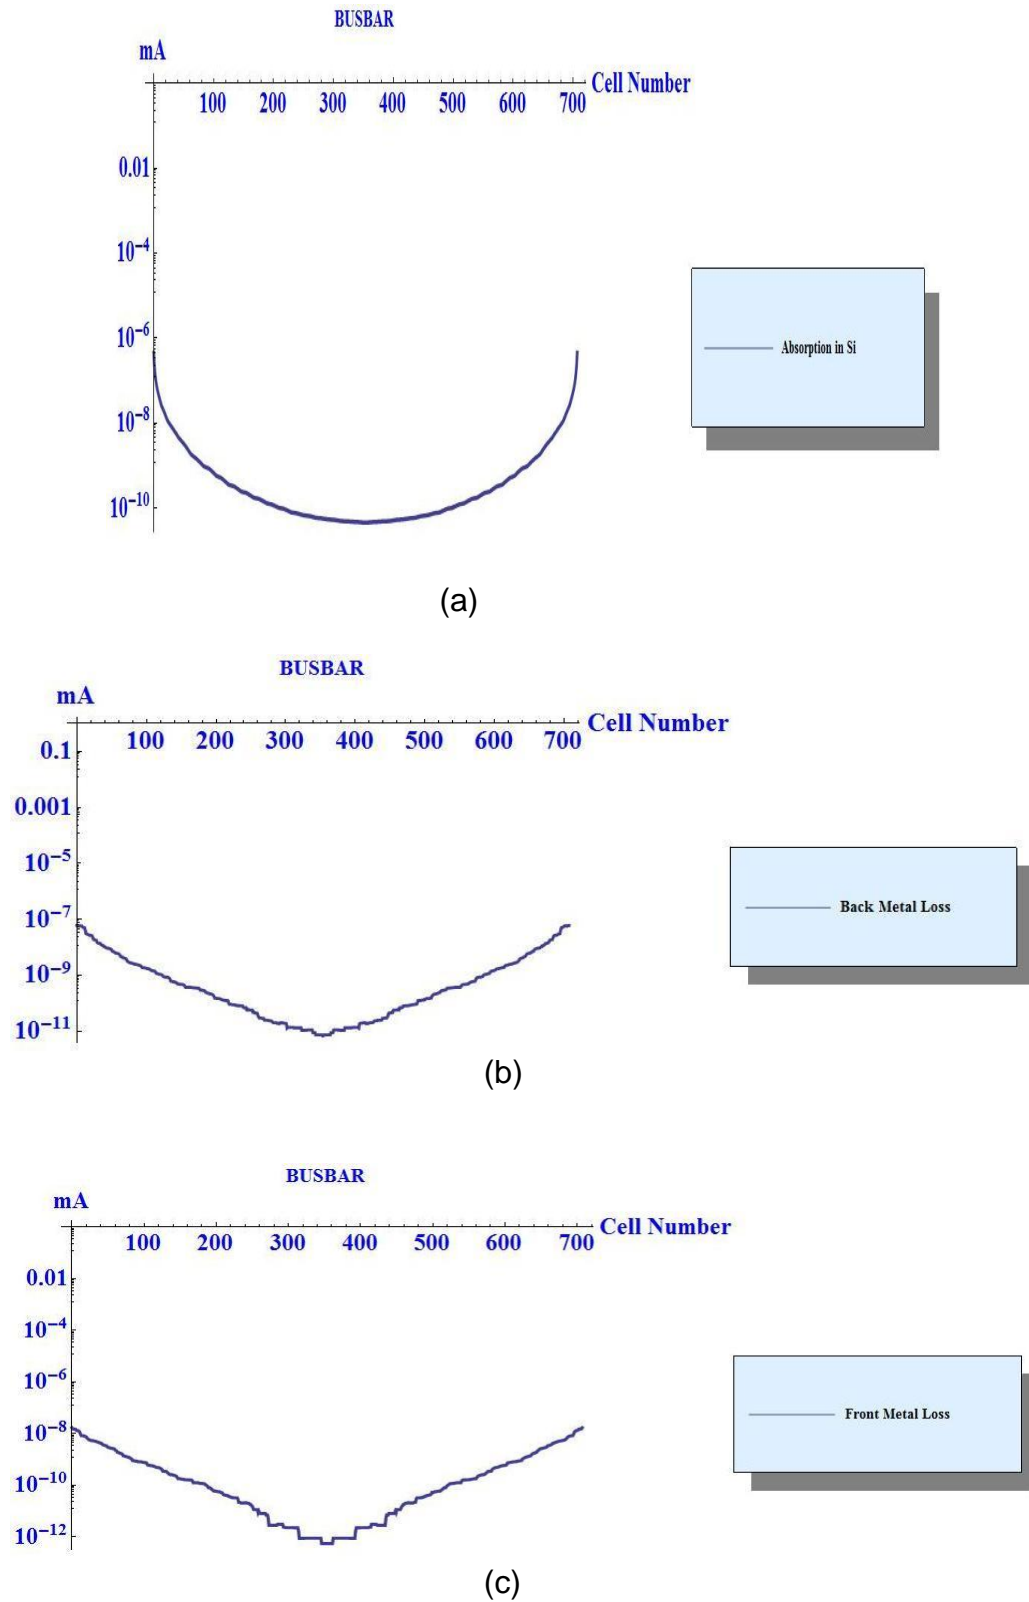 BUSBAR
mA
Cell Number
100 200 300 400 500 600 700
0.01
10⁻⁴
10⁻⁶
10⁻⁸
10⁻¹⁰
Absorption in Si
(a)
BUSBAR
mA
Cell Number
100 200 300 400 500 600 700
0.1
0.001
10⁻⁵
10⁻⁷
10⁻⁹
10⁻¹¹
Back Metal Loss
(b)
BUSBAR
mA
Cell Number
100 200 300 400 500 600 700
0.01
10⁻⁴
10⁻⁶
10⁻⁸
10⁻¹⁰
10⁻¹²
Front Metal Loss
(c)